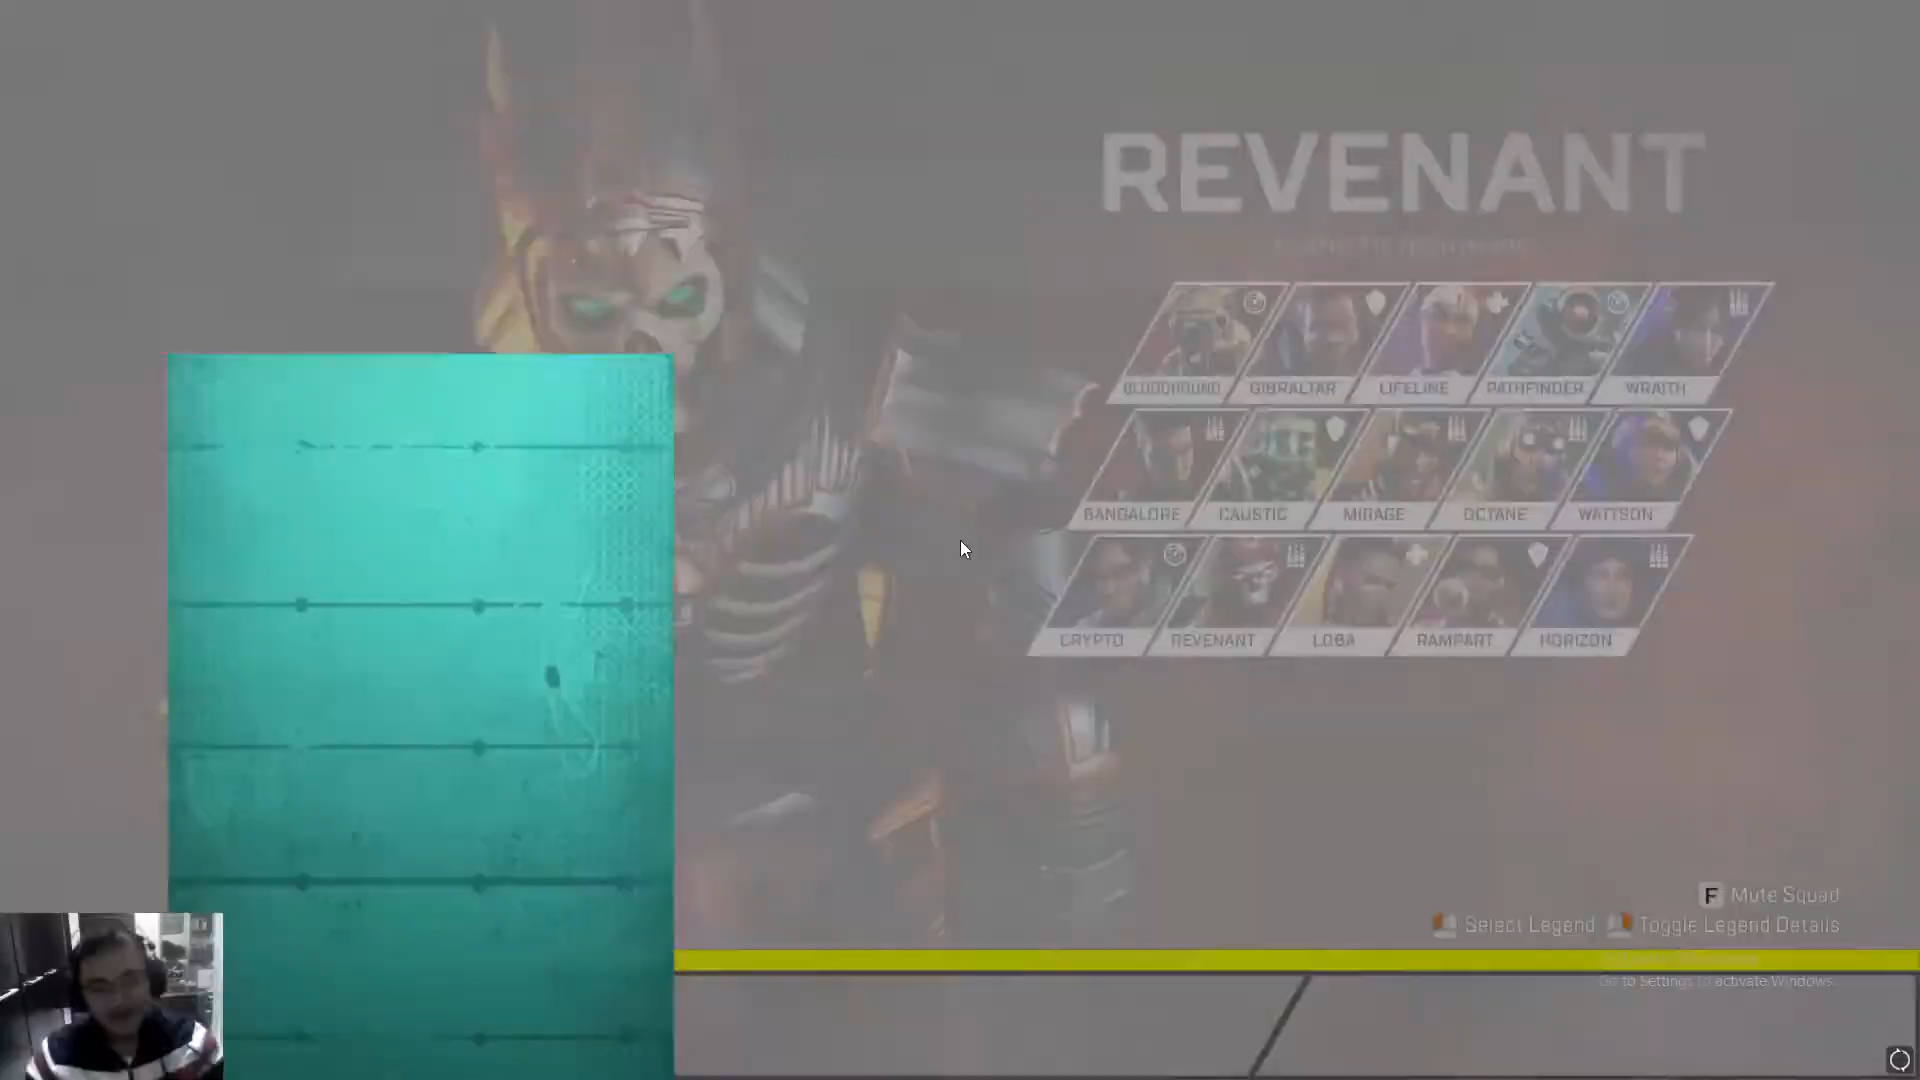 REVENANT
BLOODHOUND GIBRALTAR LIFELINE PATHFINDER WRAITH
BANGALORE CAUSTIC MIRAGE OCTANE WATTSON
CRYPTO REVENANT LOBA RAMPART HORIZON
F Mute Squad
Select Legend Toggle Legend Details
Go to Settings to activate Windows.